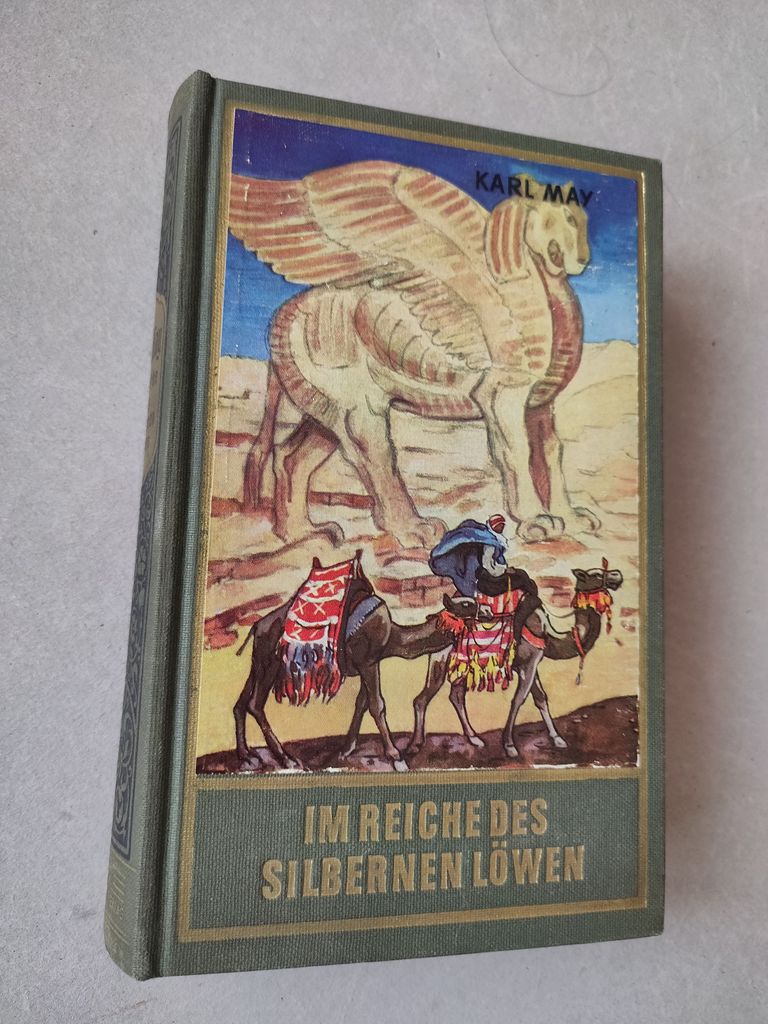 KARL MAY
IM REICHE DES
SILBERNEN LÖWEN